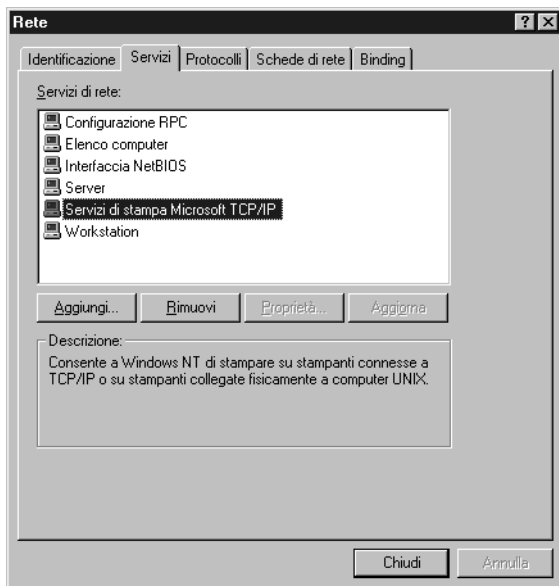 Rete
Identificazione Servizi Protocolli Schede di rete Binding
Servizi di rete:
Configurazione RPC
Elenco computer
Interfaccia NetBIOS
Server
Servizi di stampa Microsoft TCP/IP
Workstation
Aggiungi... Rimuovi Proprietà... Aggiorna
Descrizione:
Consente a Windows NT di stampare su stampanti connesse a
TCP/IP o su stampanti collegate fisicamente a computer UNIX.
Chiudi Annulla